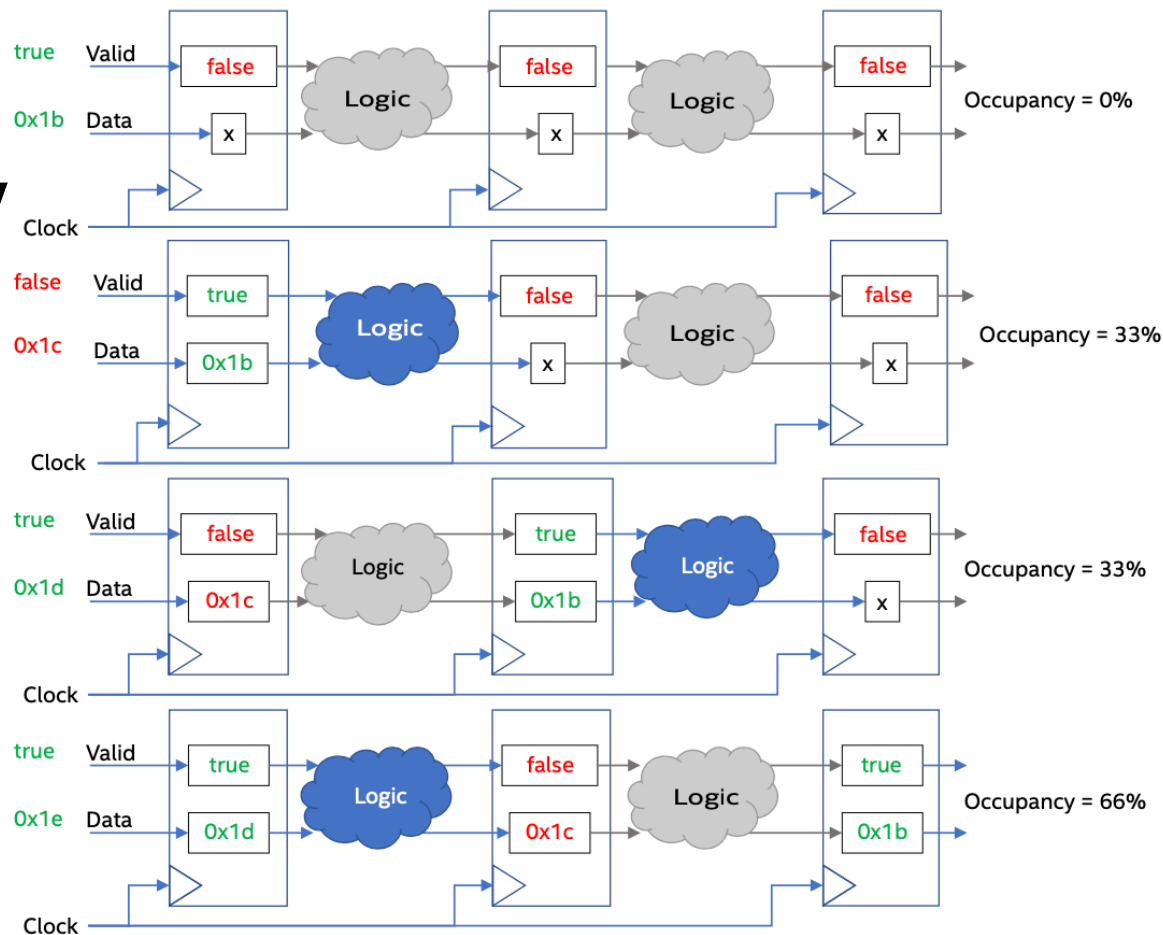 true Valid false false false
Logic Logic
Occupancy = 0%
0x1b Data x x x
Clock
false Valid true false false
Logic Logic
Occupancy = 33%
0x1c Data 0x1b x x
Clock
true Valid false true false
Logic Logic
Occupancy = 33%
0x1d Data 0x1c 0x1b x
Clock
true Valid true false true
Logic Logic
Occupancy = 66%
0x1e Data 0x1d 0x1c 0x1b
Clock